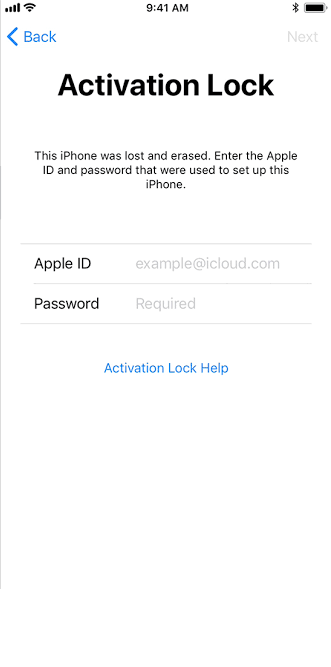 9:41 AM
Back
Next
Activation Lock
This iPhone was lost and erased. Enter the Apple
ID and password that were used to set up this
iPhone.
Apple ID example@icloud.com
Password Required
Activation Lock Help